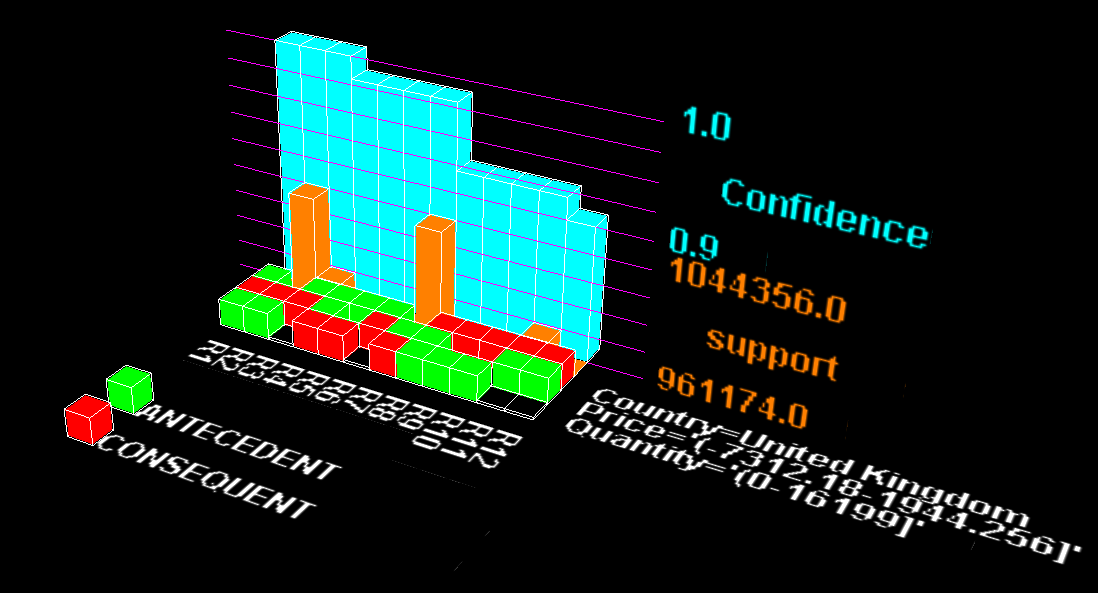 1.0
Confidence
0.9
1044356.0
support
961174.0
R1
R2
R3
R4
R5
R6
R7
R8
R9
R10
R11
R12
Country=United Kingdom
Price='(-7312.18-1944.256]'
Quantity='(0-16199]'
ANTECEDENT
CONSEQUENT